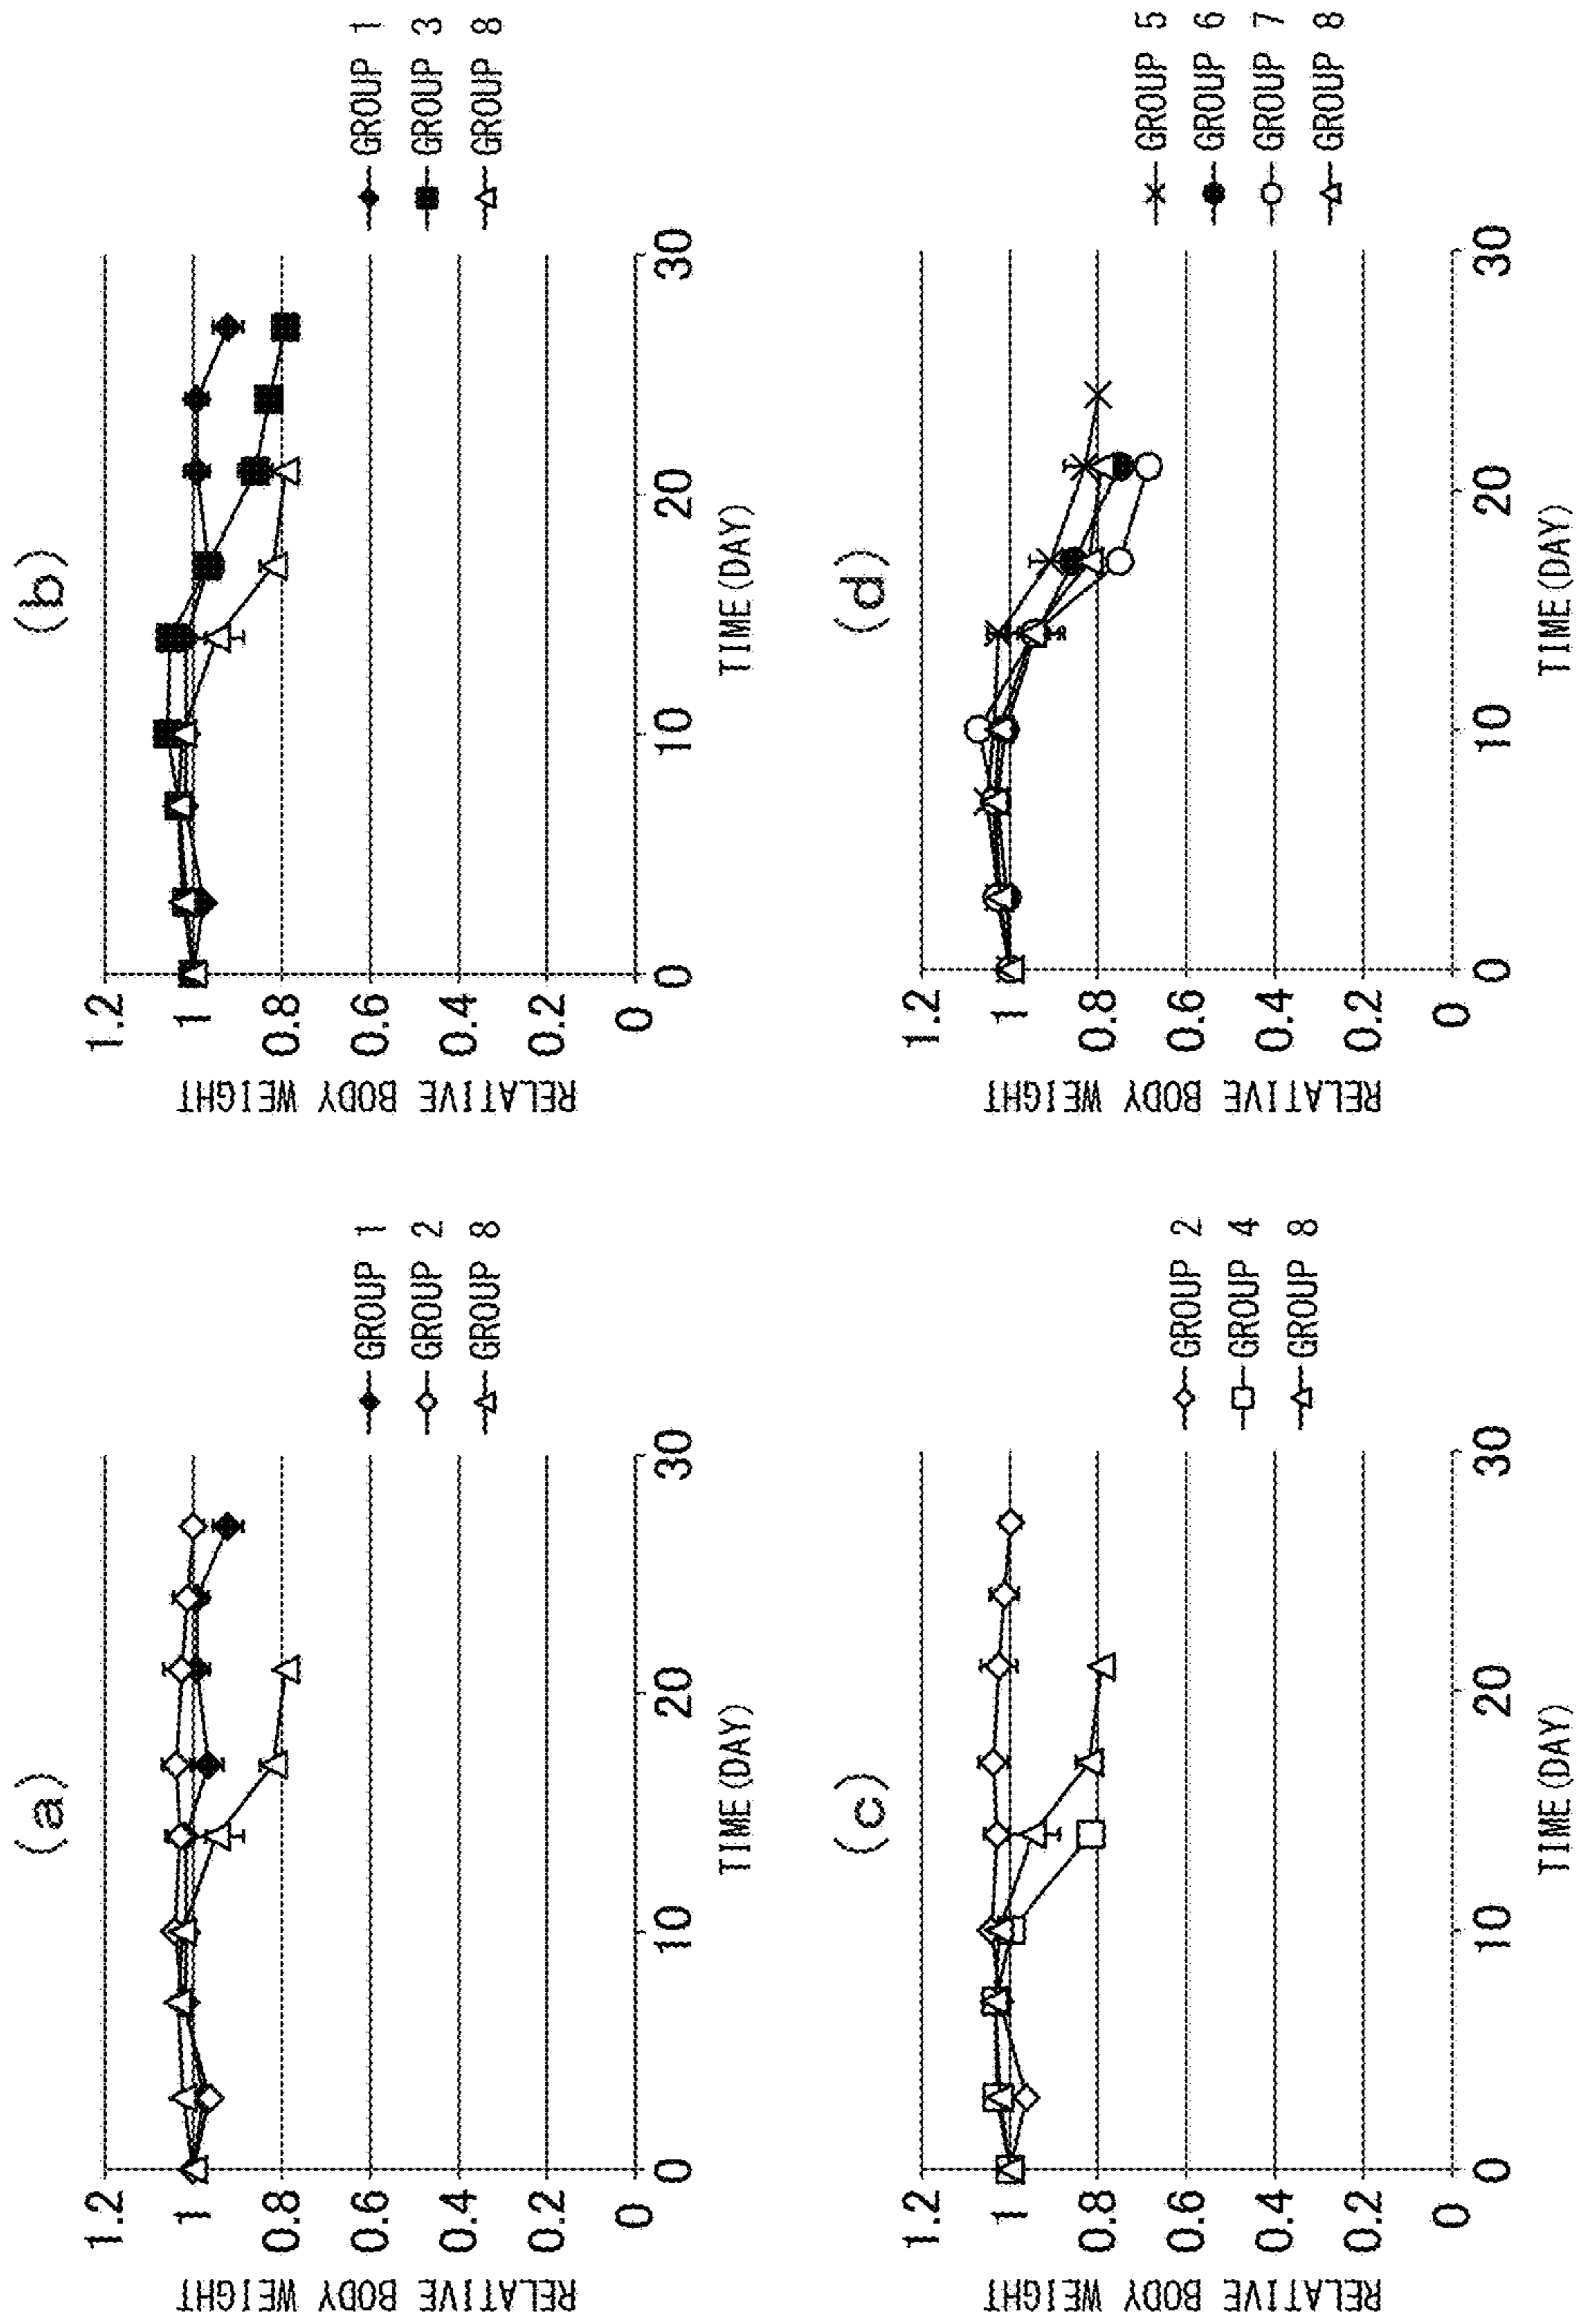 (a)
RELATIVE BODY WEIGHT
1.2
1
0.8
0.6
0.4
0.2
0
0 10 20 30
TIME(DAY)
GROUP 1
GROUP 2
GROUP 8
(b)
RELATIVE BODY WEIGHT
1.2
1
0.8
0.6
0.4
0.2
0
0 10 20 30
TIME(DAY)
GROUP 1
GROUP 3
GROUP 8
(c)
RELATIVE BODY WEIGHT
1.2
1
0.8
0.6
0.4
0.2
0
0 10 20 30
TIME(DAY)
GROUP 2
GROUP 4
GROUP 8
(d)
RELATIVE BODY WEIGHT
1.2
1
0.8
0.6
0.4
0.2
0
0 10 20 30
TIME(DAY)
GROUP 5
GROUP 6
GROUP 7
GROUP 8